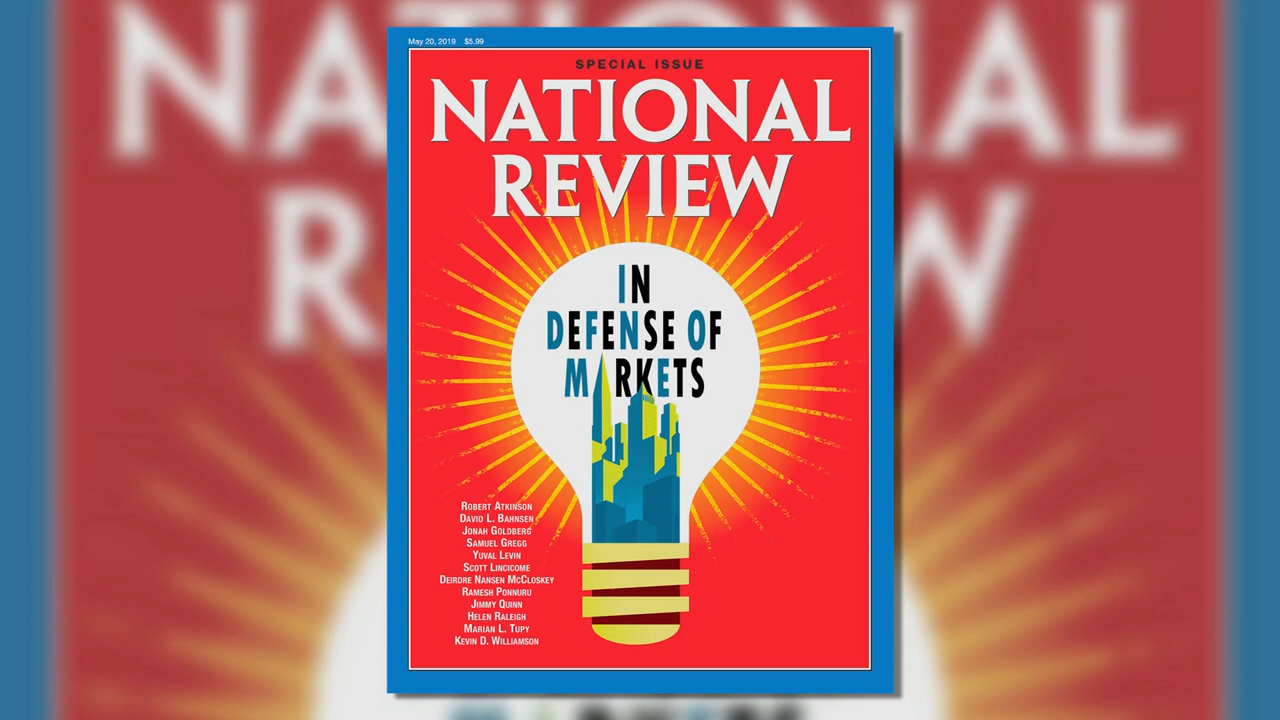 May 20, 2019 $5.99
SPECIAL ISSUE
NATIONAL
REVIEW
IN
DEFENSE OF
MARKETS
ROBERT ATKINSON
DAVID L. BAHNSEN
JONAH GOLDBERG
SAMUEL GREGG
YUVAL LEVIN
SCOTT LINCICOME
DEIRDRE NANSEN MCCLOSKEY
RAMESH PONNURU
JIMMY QUINN
HELEN RALEIGH
MARIAN L. TUPY
KEVIN D. WILLIAMSON